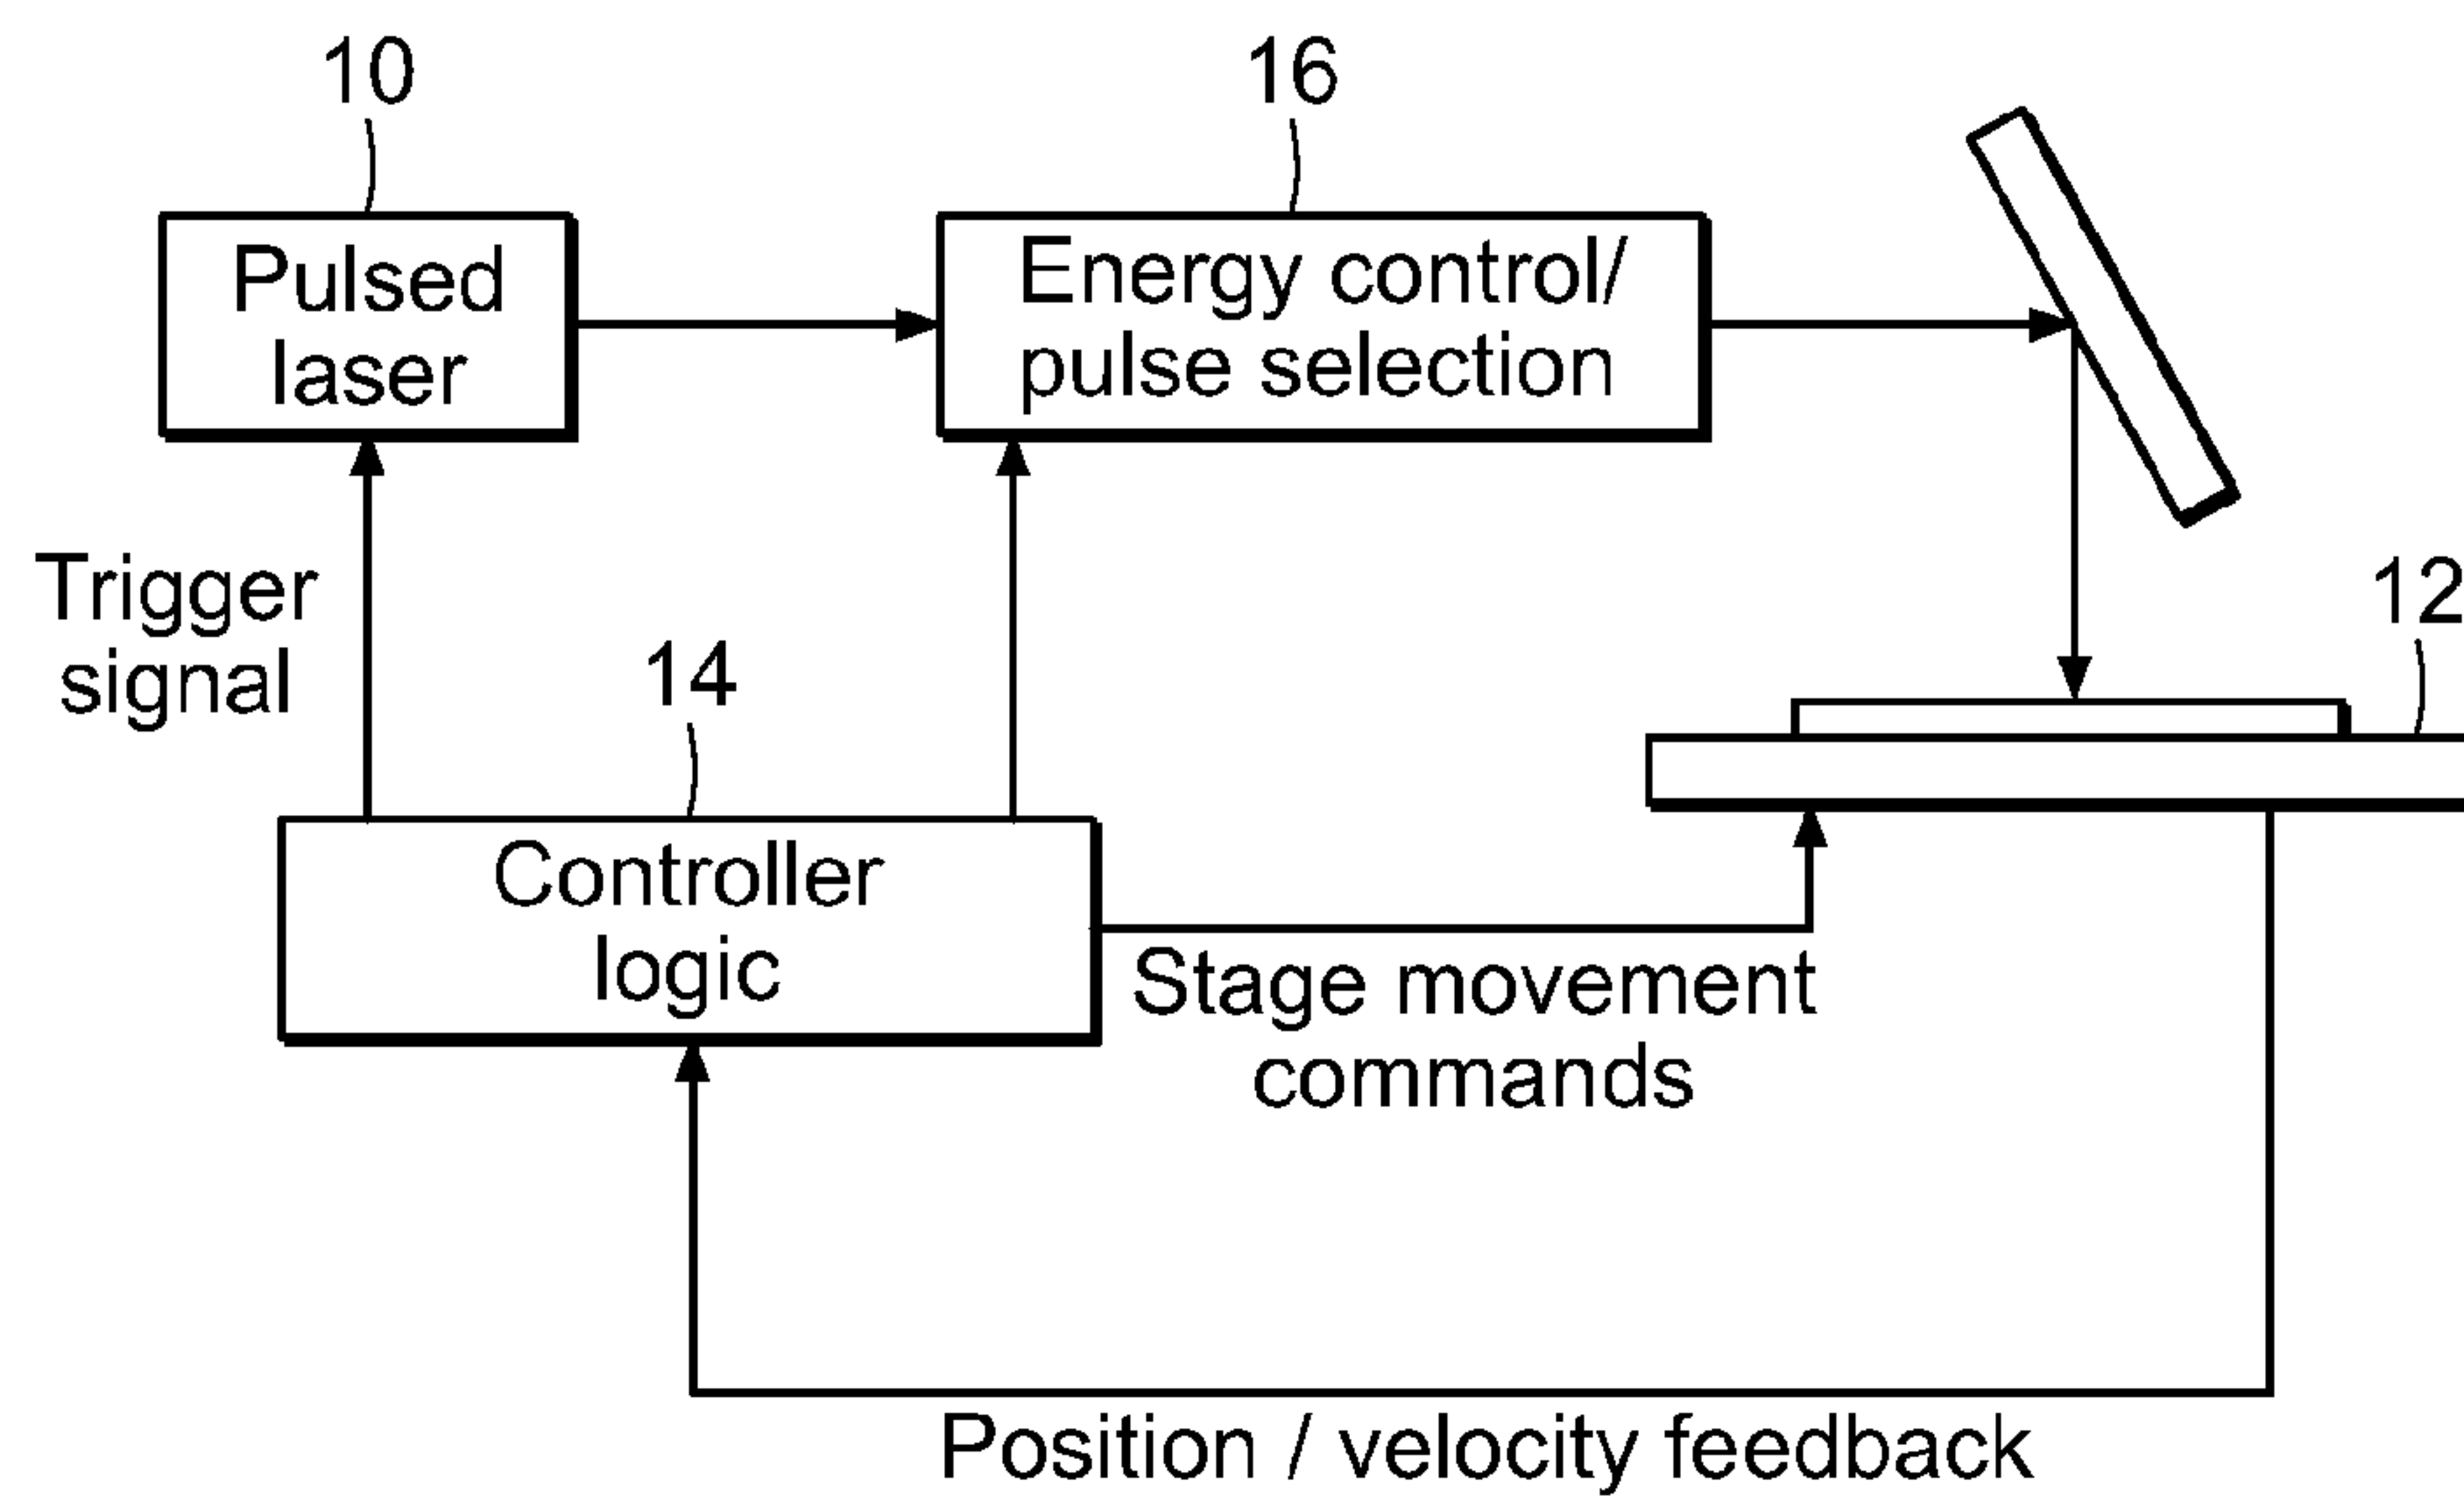 10
16
Pulsed
laser
Energy control/
pulse selection
Trigger
signal
12
14
Controller
logic
Stage movement
commands
Position / velocity feedback